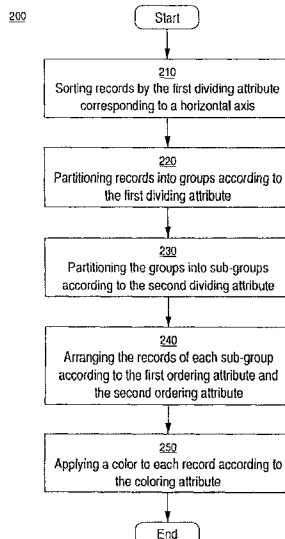 200
Start
210
Sorting records by the first dividing attribute
corresponding to a horizontal axis
220
Partitioning records into groups according to
the first dividing attribute
230
Partitioning the groups into sub-groups
according to the second dividing attribute
240
Arranging the records of each sub-group
according to the first ordering attribute and
the second ordering attribute
250
Applying a color to each record according to
the coloring attribute
End